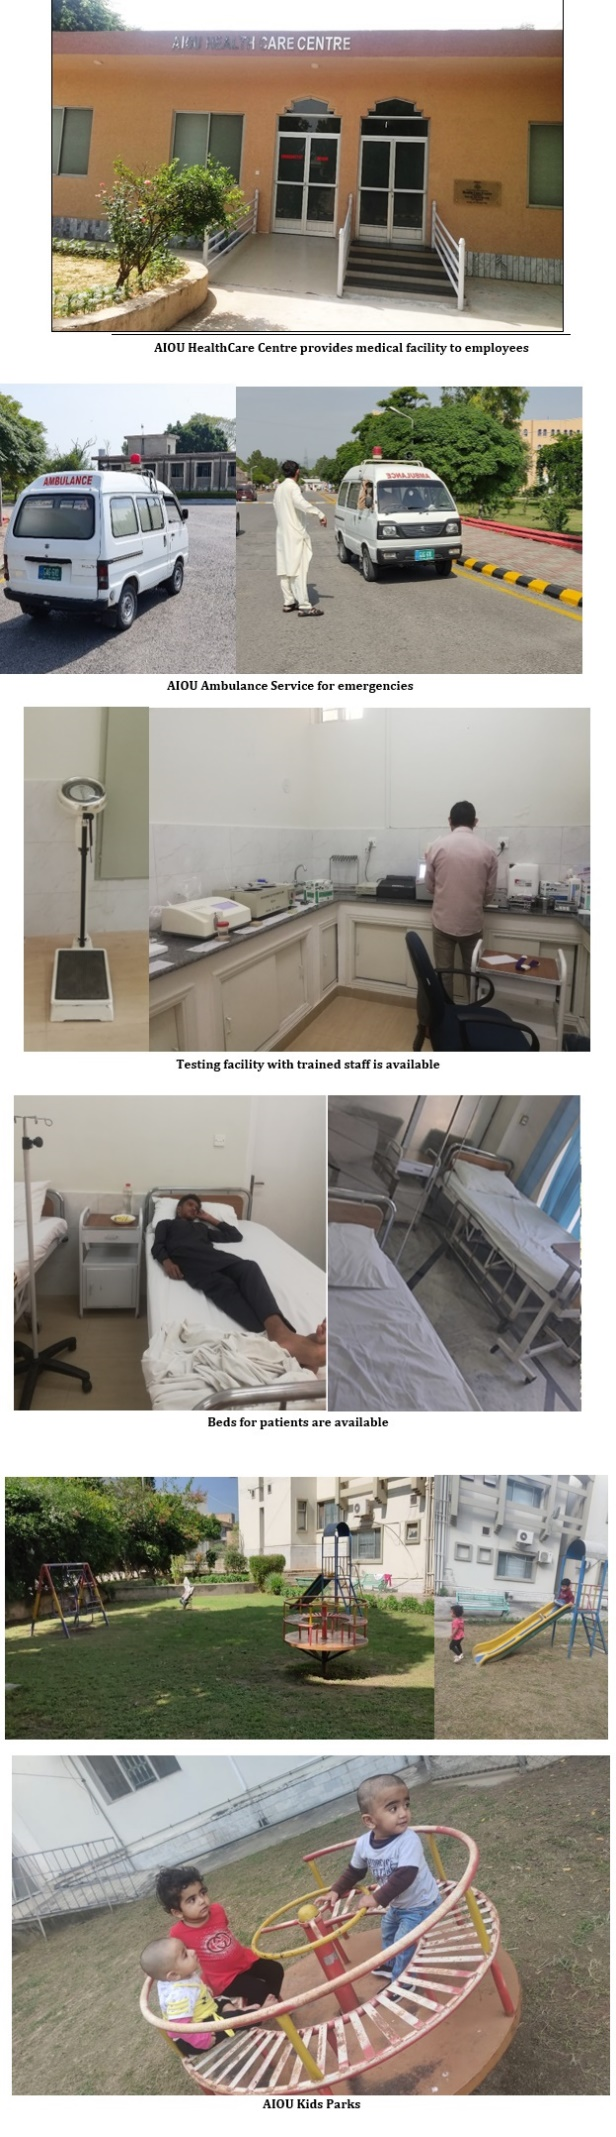 AIOU HEALTH CARE CENTRE
AIOU HealthCare Centre provides medical facility to employees
AMBULANCE
AMBULANCE
AIOU Ambulance Service for emergencies
Testing facility with trained staff is available
Beds for patients are available
AIOU Kids Parks